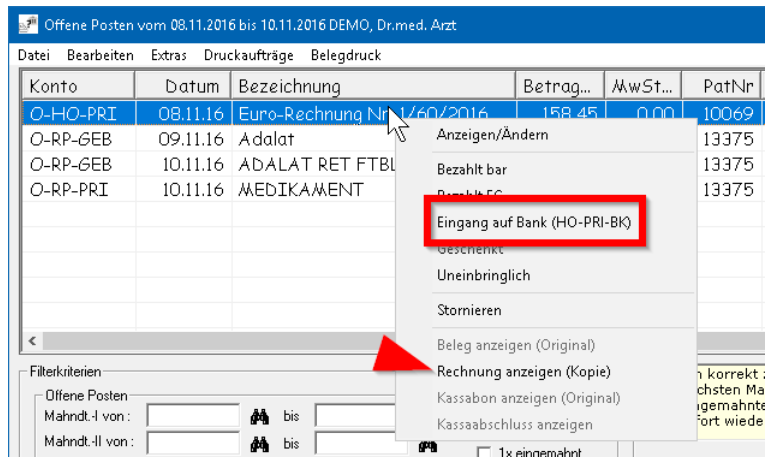 Offene Posten vom 08.11.2016 bis 10.11.2016 DEMO, Dr.med. Arzt
Datei Bearbeiten Extras Druckaufträge Belegdruck
Konto Datum Bezeichnung Betrag... MwSt... PatNr
O-HO-PRI 08.11.16 Euro-Rechnung Nr. 1/60/2016 158.45 0.00 10069
O-RP-GEB 09.11.16 Adalat 13375
O-RP-GEB 10.11.16 ADALAT RET FTBL 13375
O-RP-PRI 10.11.16 MEDIKAMENT 13375
Anzeigen/Ändern
Bezahlt bar
Bezahlt
Eingang auf Bank (HO-PRI-BK)
Geschenkt
Uneinbringlich
Stornieren
Beleg anzeigen (Original)
Rechnung anzeigen (Kopie)
Kassabon anzeigen (Original)
Kassaabschluss anzeigen
Filterkriterien
Offene Posten
Mahndt.-I von : bis
Mahndt.-II von : bis
1x eingemahnt
korrekt